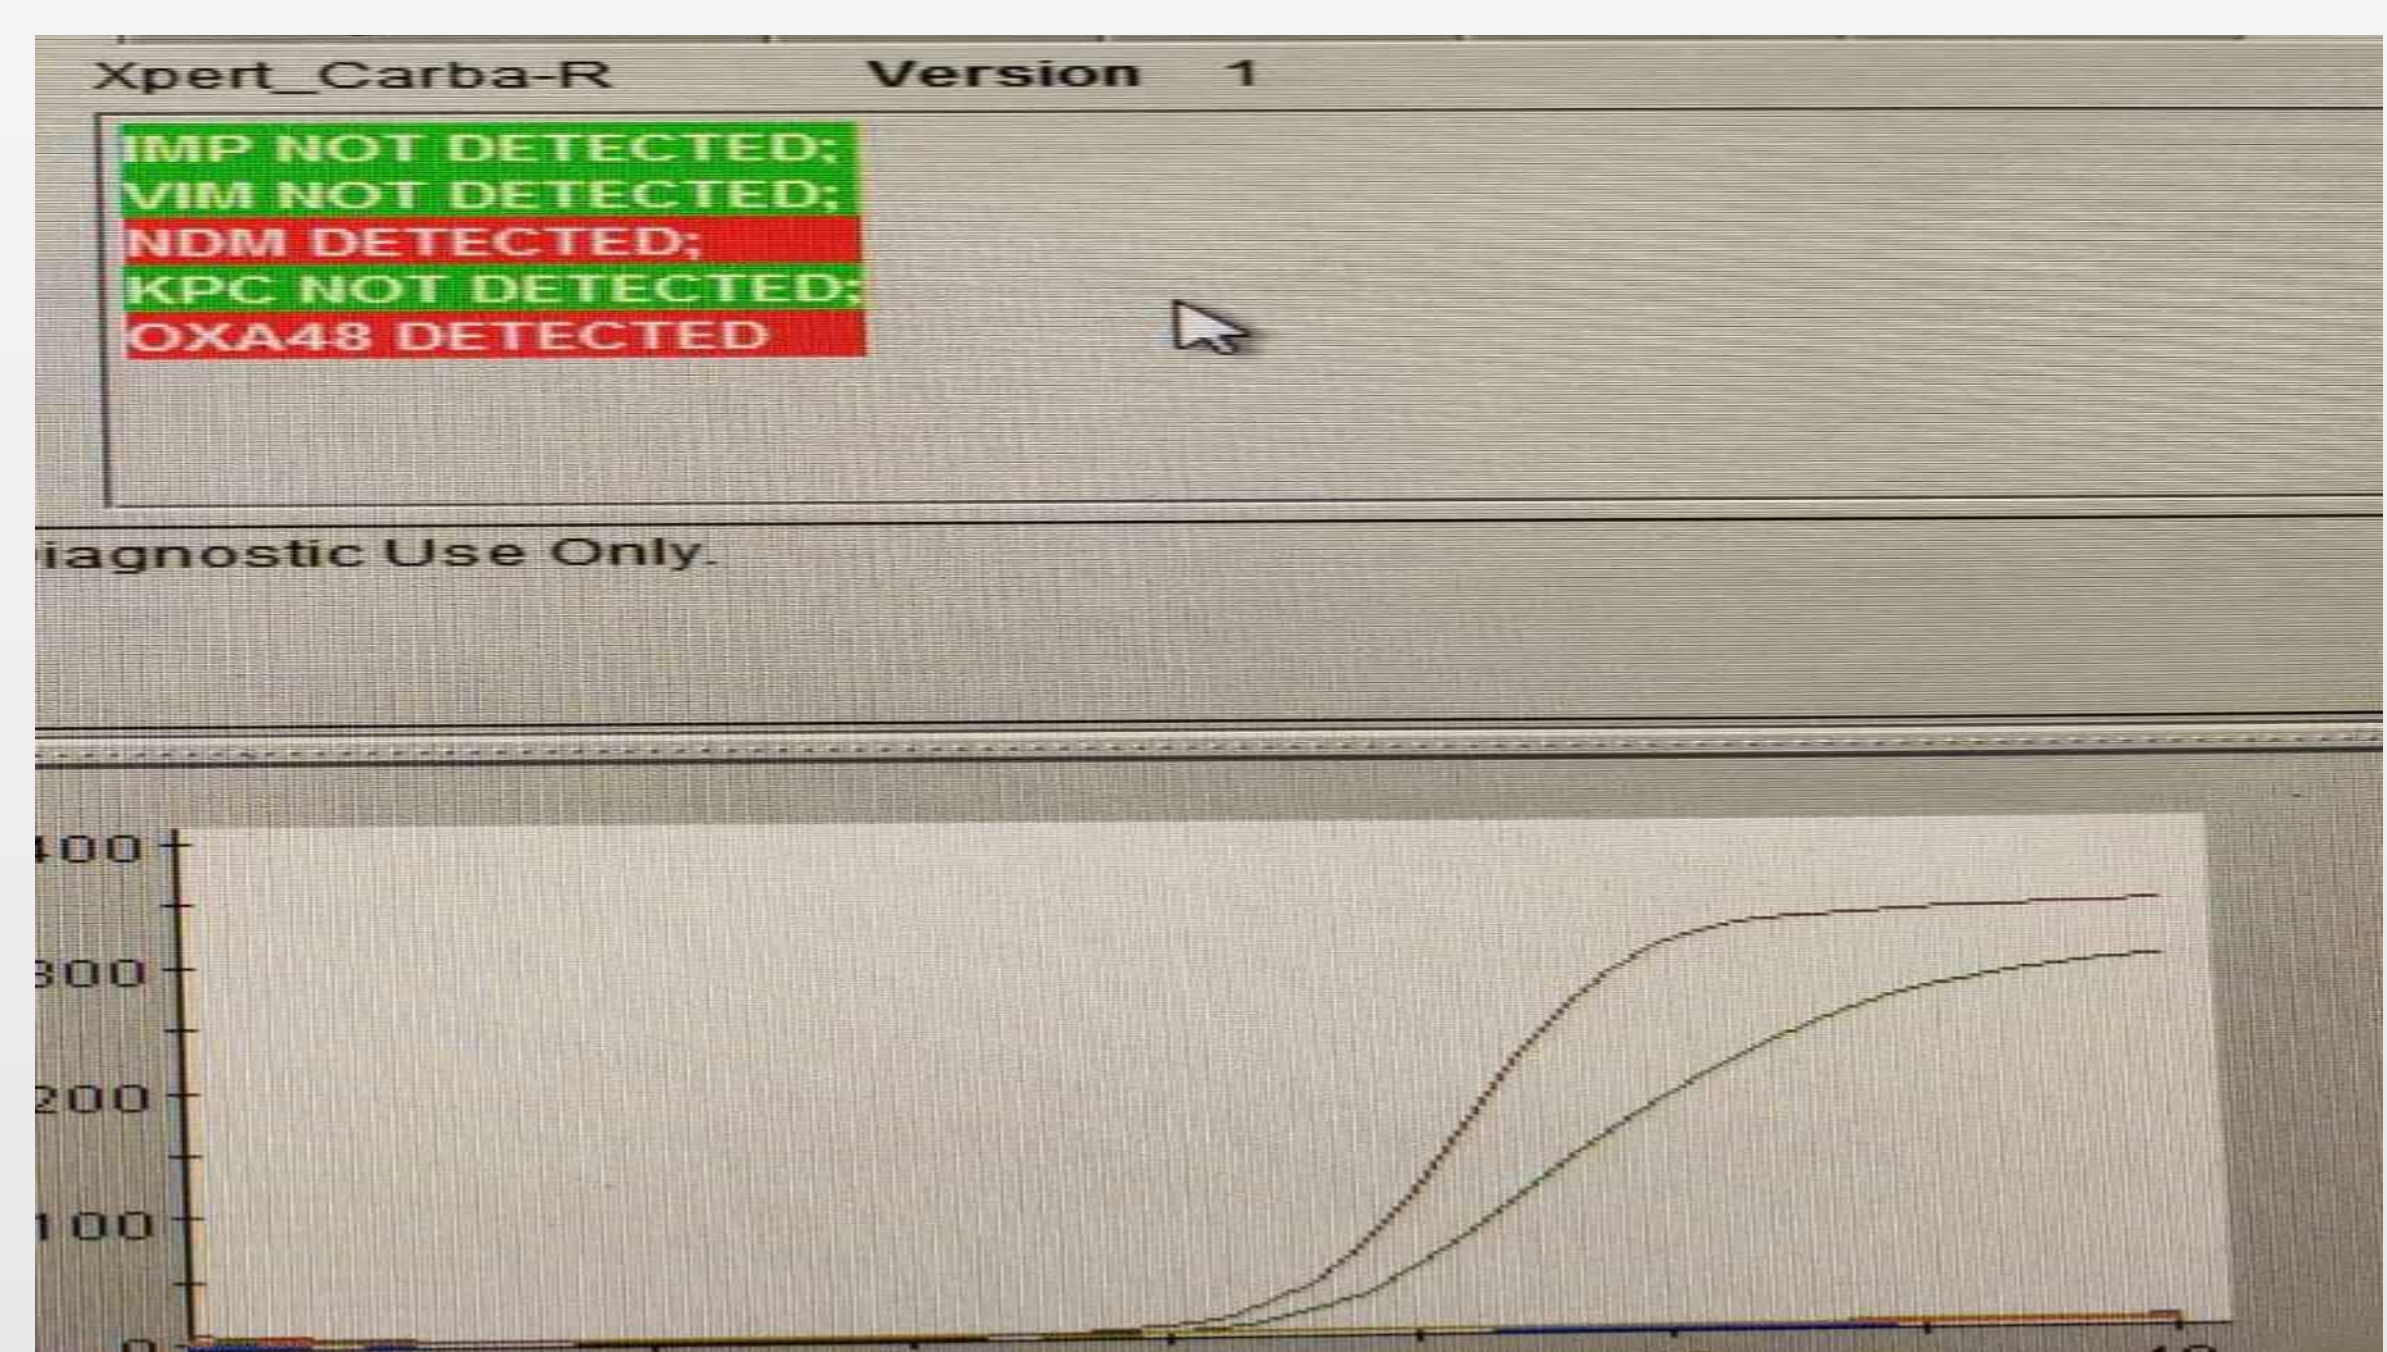 Xpert_Carba-R Version 1
IMP NOT DETECTED;
VIM NOT DETECTED;
NDM DETECTED;
KPC NOT DETECTED;
OXA48 DETECTED
iagnostic Use Only.
400
300
200
100
0